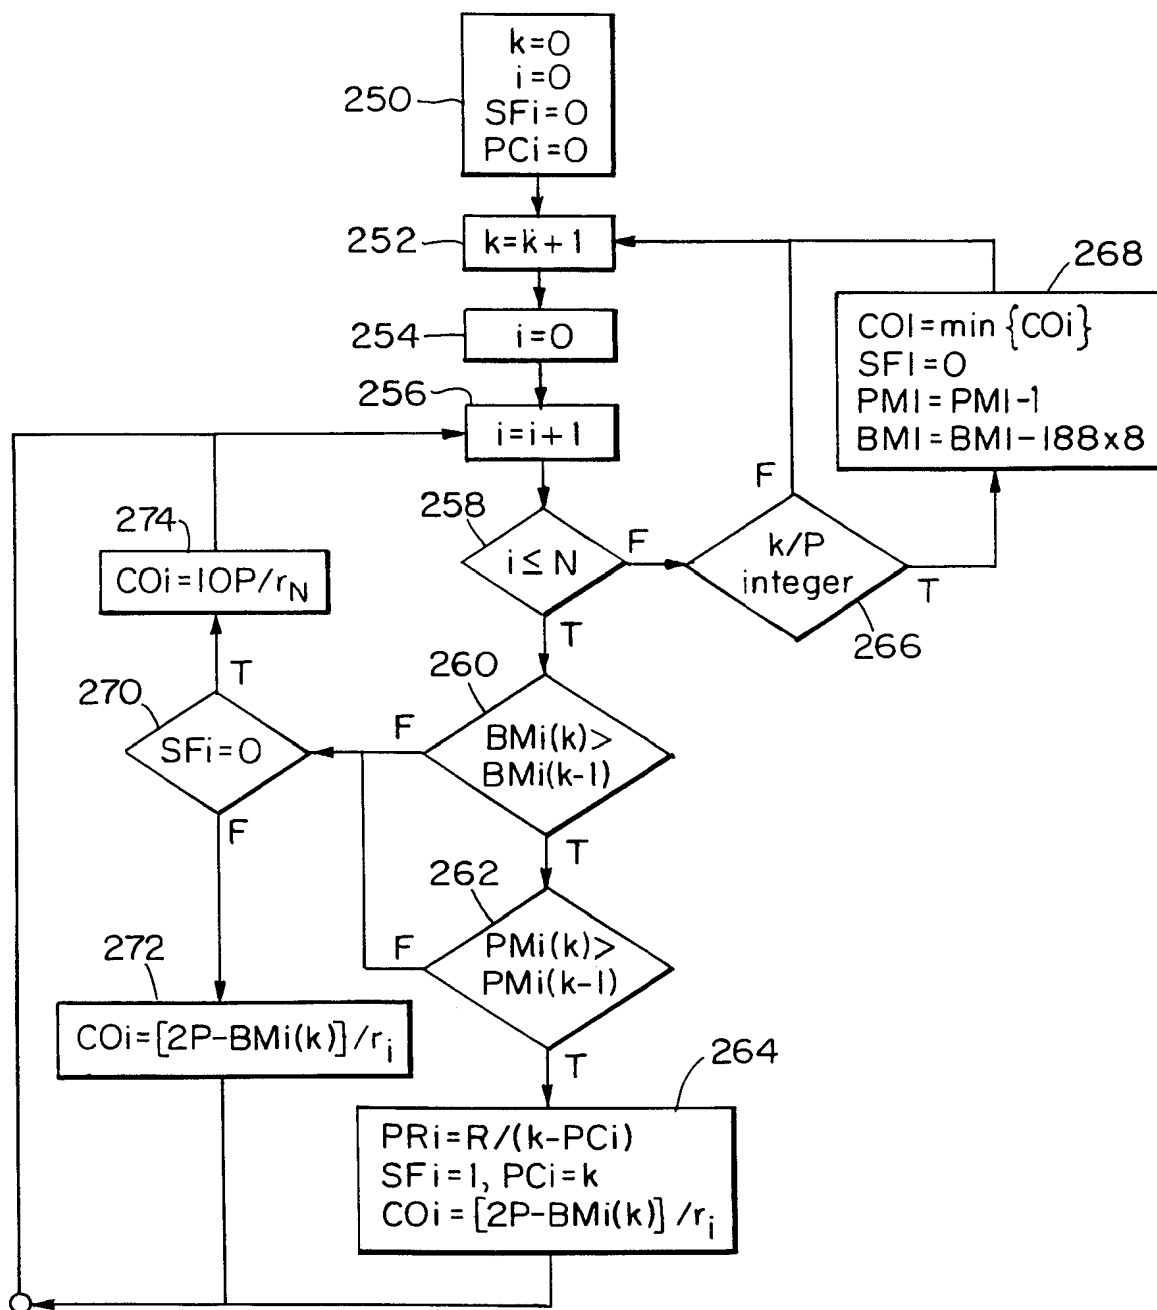 k=0
i=0
SFi=0
PCi=0
250
252
k=k+1
254
i=0
256
i=i+1
268
COI=min {COi}
SFI=0
PMI=PMI-1
BMI=BMI-188x8
258
i≤N
F
T
F
k/P
integer
T
266
274
COi=10P/rN
T
270
SFi=0
F
260
F
BMi(k)>
BMi(k-1)
T
262
F
PMi(k)>
PMi(k-1)
T
272
COi=[2P-BMi(k)]/ri
264
PRi=R/(k-PCi)
SFi=1, PCi=k
COi=[2P-BMi(k)]/ri